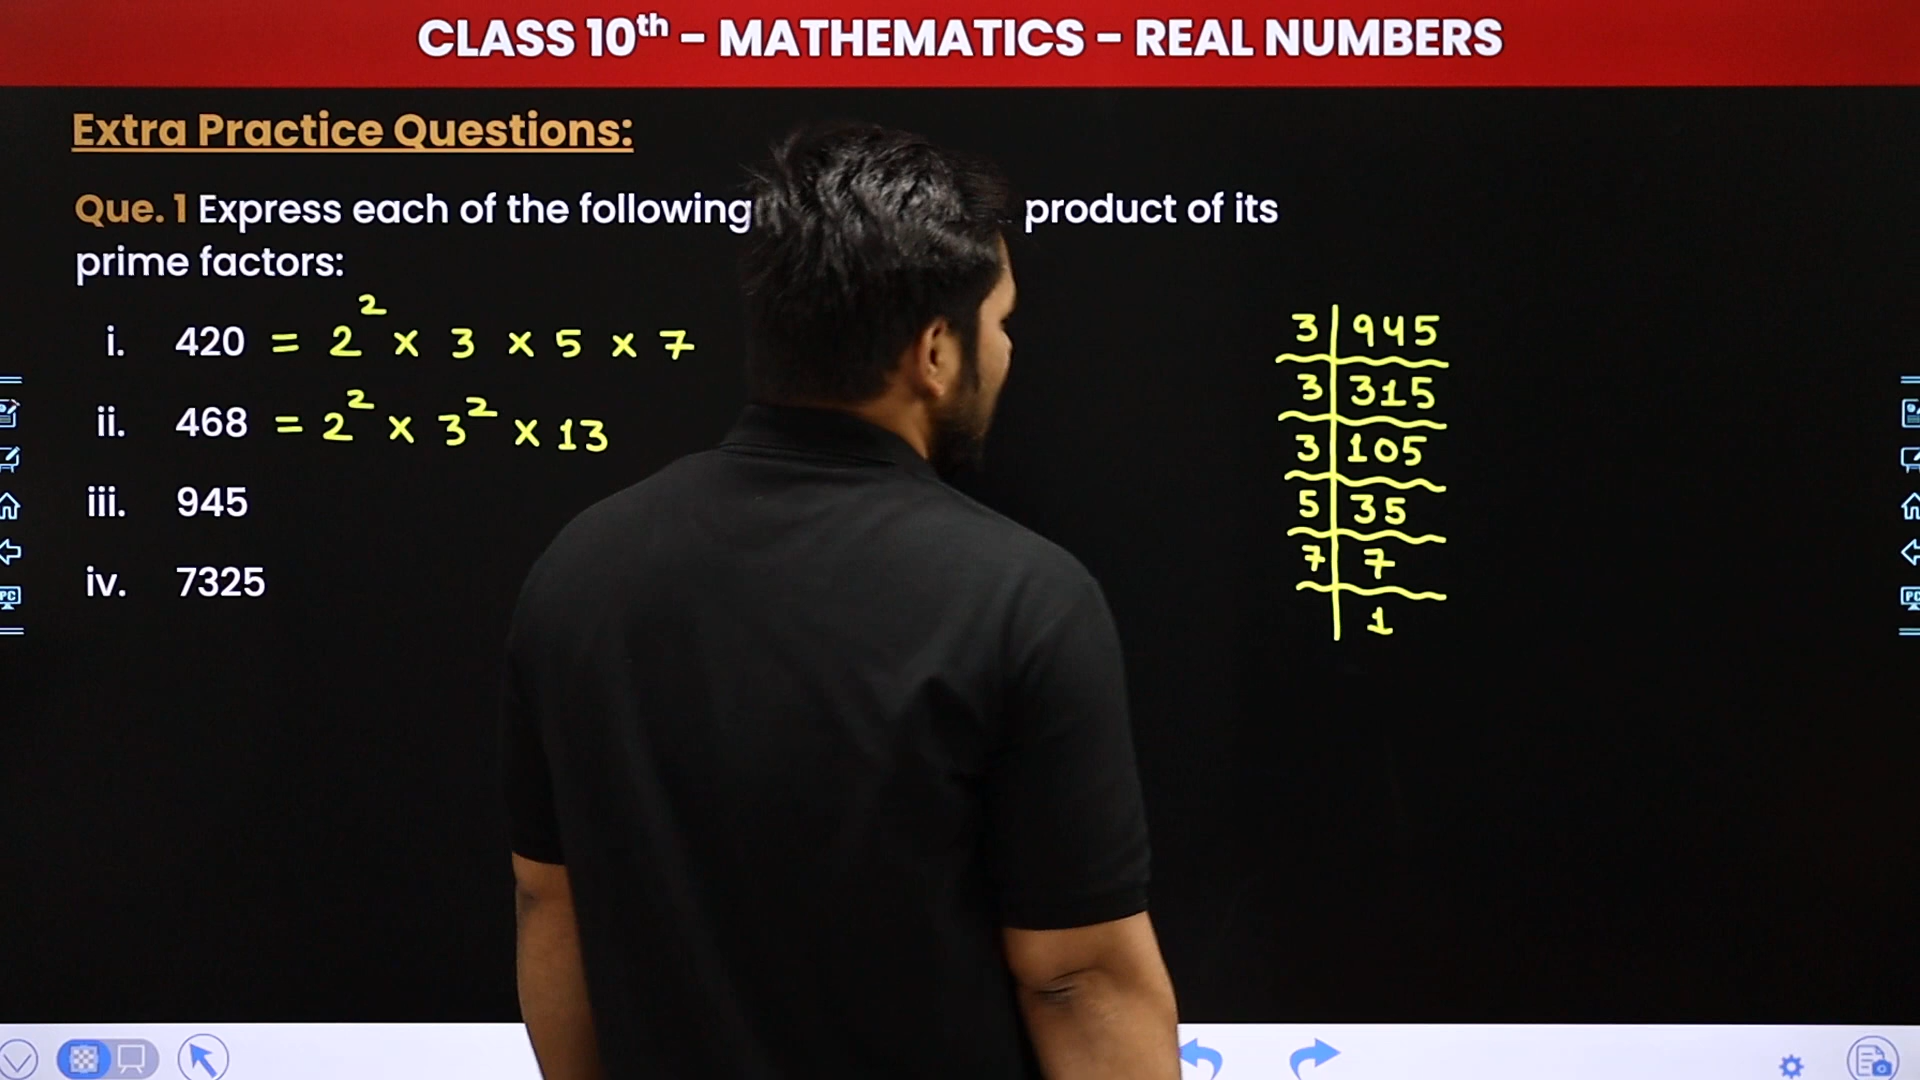 CLASS 10th – MATHEMATICS – REAL NUMBERS
Extra Practice Questions:
Que. 1 Express each of the following product of its
prime factors:
i. 420 = 2² × 3 × 5 × 7
ii. 468 = 2² × 3² × 13
iii. 945
iv. 7325
3 | 945
3 | 315
3 | 105
5 | 35
7 | 7
1
PC
PC